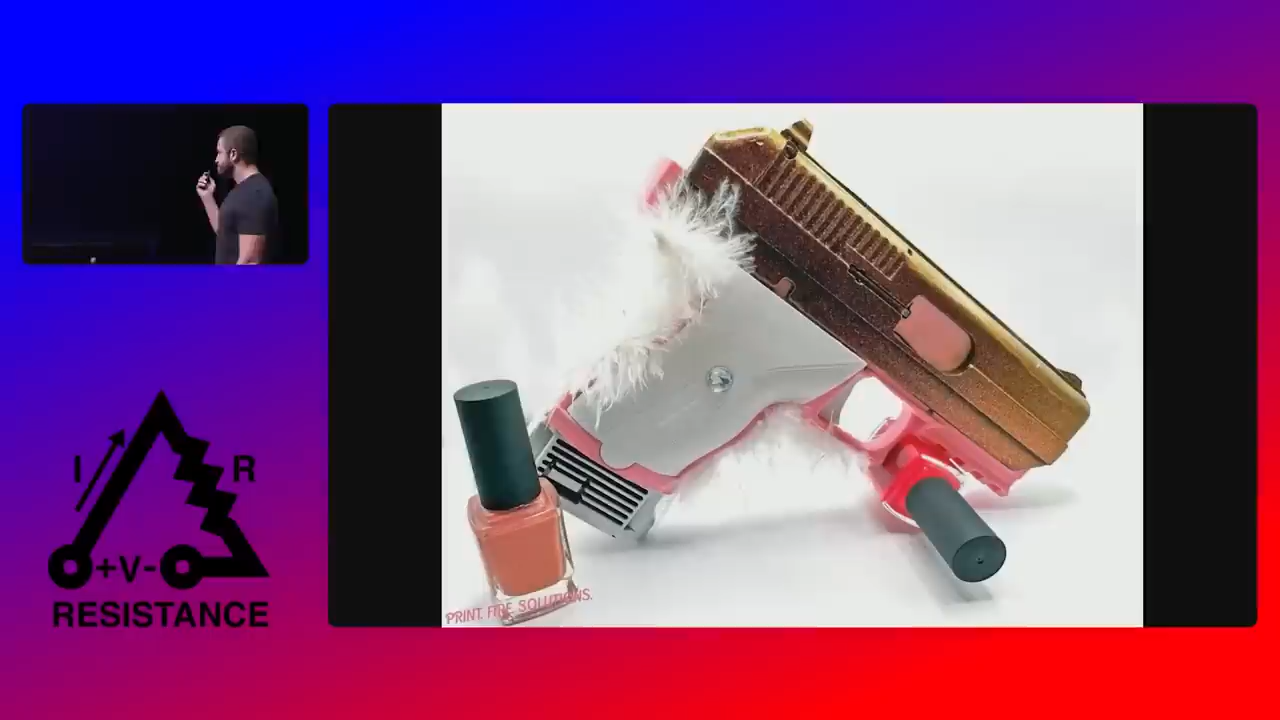 I
R
+V-
RESISTANCE
PRINT. FIRE. SOLUTIONS.